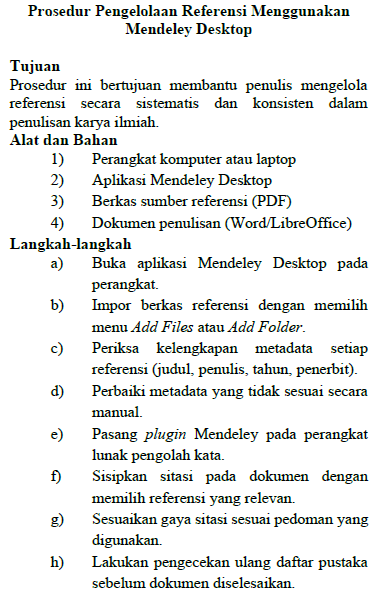 Prosedur Pengelolaan Referensi Menggunakan
Mendeley Desktop
Tujuan
Prosedur ini bertujuan membantu penulis mengelola
referensi secara sistematis dan konsisten dalam
penulisan karya ilmiah.
Alat dan Bahan
1) Perangkat komputer atau laptop
2) Aplikasi Mendeley Desktop
3) Berkas sumber referensi (PDF)
4) Dokumen penulisan (Word/LibreOffice)
Langkah-langkah
a) Buka aplikasi Mendeley Desktop pada
perangkat.
b) Impor berkas referensi dengan memilih
menu Add Files atau Add Folder.
c) Periksa kelengkapan metadata setiap
referensi (judul, penulis, tahun, penerbit).
d) Perbaiki metadata yang tidak sesuai secara
manual.
e) Pasang plugin Mendeley pada perangkat
lunak pengolah kata.
f) Sisipkan sitasi pada dokumen dengan
memilih referensi yang relevan.
g) Sesuaikan gaya sitasi sesuai pedoman yang
digunakan.
h) Lakukan pengecekan ulang daftar pustaka
sebelum dokumen diselesaikan.